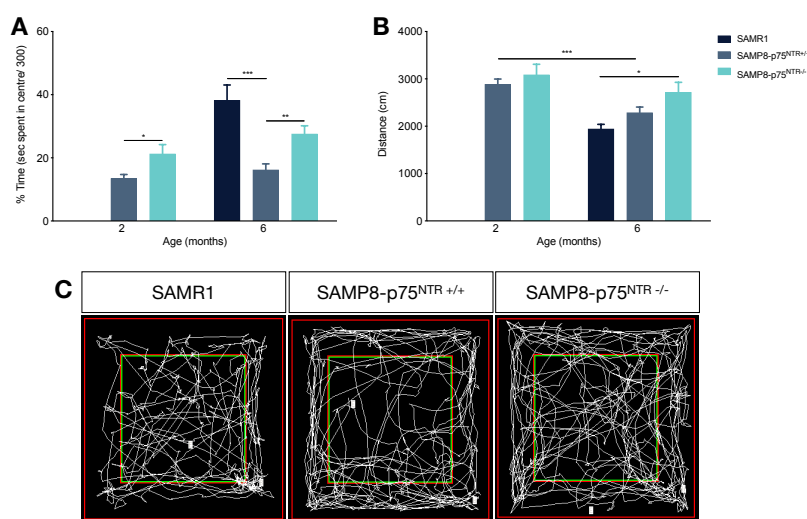 A
% Time (sec spent in centre/ 300)
60
40
20
0
*
***
**
2
6
Age (months)
B
Distance (cm)
4000
3000
2000
1000
0
***
*
2
6
Age (months)
SAMR1
SAMP8-p75NTR+/-
SAMP8-p75NTR-/-
C
SAMR1
SAMP8-p75NTR +/+
SAMP8-p75NTR -/-